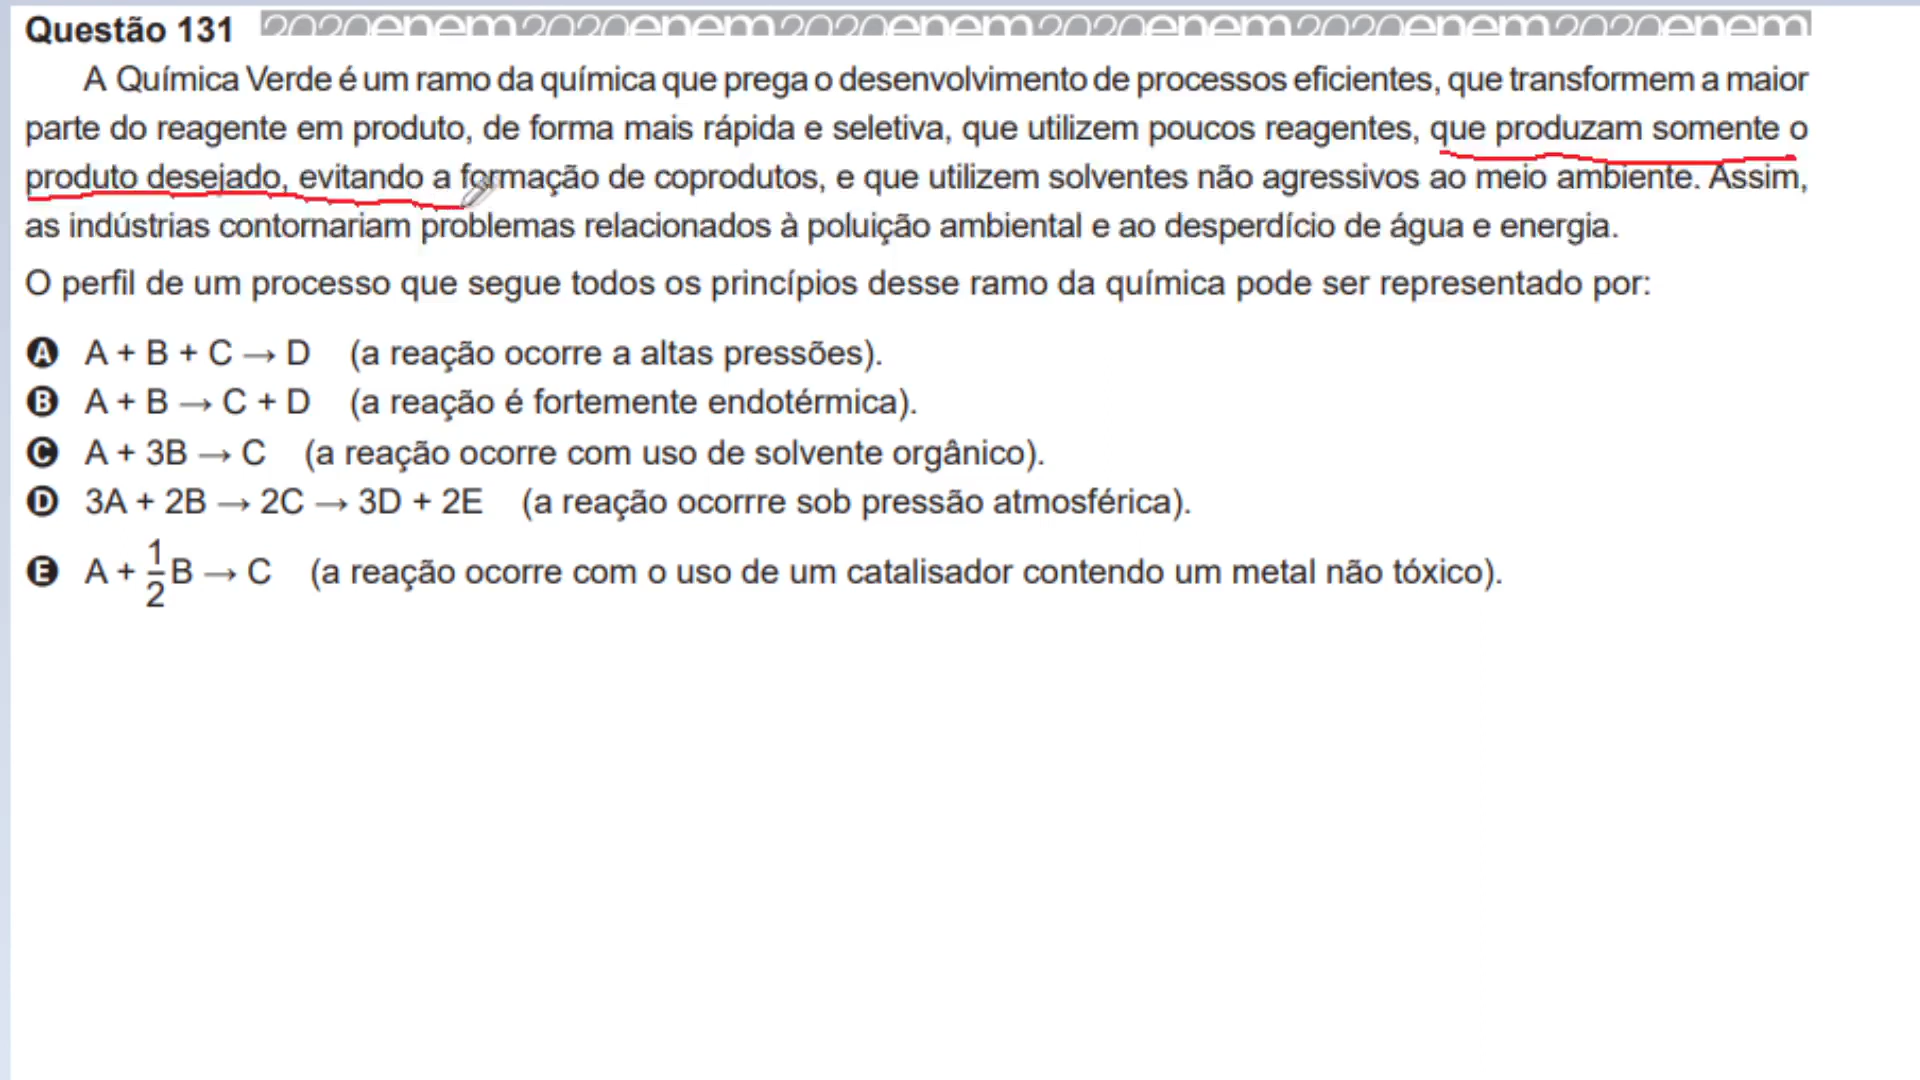 Questão 131 2020enem2020enem2020enem2020enem2020enem2020enem
A Química Verde é um ramo da química que prega o desenvolvimento de processos eficientes, que transformem a maior
parte do reagente em produto, de forma mais rápida e seletiva, que utilizem poucos reagentes, que produzam somente o
produto desejado, evitando a formação de coprodutos, e que utilizem solventes não agressivos ao meio ambiente. Assim,
as indústrias contornariam problemas relacionados à poluição ambiental e ao desperdício de água e energia.
O perfil de um processo que segue todos os princípios desse ramo da química pode ser representado por:
A A + B + C → D (a reação ocorre a altas pressões).
B A + B → C + D (a reação é fortemente endotérmica).
C A + 3B → C (a reação ocorre com uso de solvente orgânico).
D 3A + 2B → 2C → 3D + 2E (a reação ocorrre sob pressão atmosférica).
E A + 1/2 B → C (a reação ocorre com o uso de um catalisador contendo um metal não tóxico).